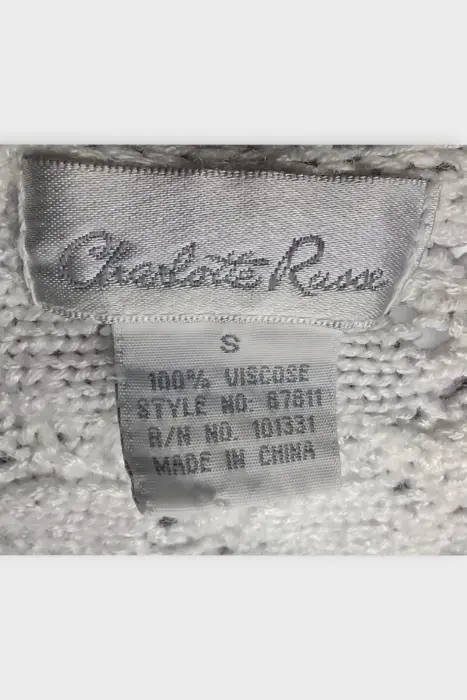 Charlotte Russe
S
100% VISCOSE
STYLE NO: 67611
R/N NO. 101331
MADE IN CHINA